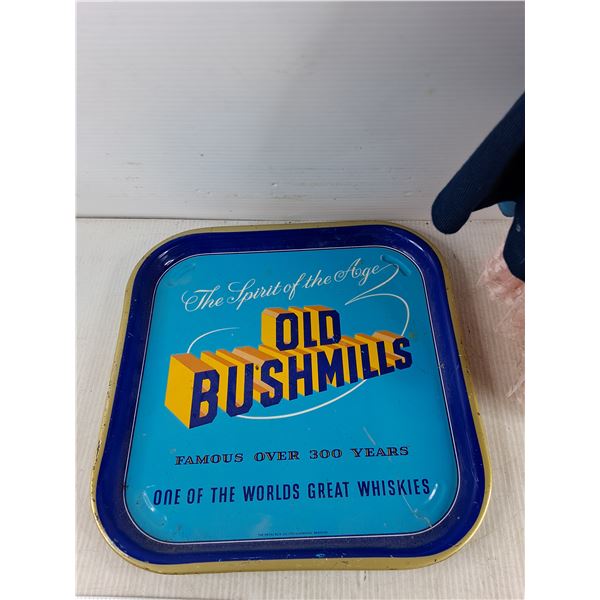 The Spirit of the Age
OLD
BUSHMILLS
FAMOUS OVER 300 YEARS
ONE OF THE WORLDS GREAT WHISKIES